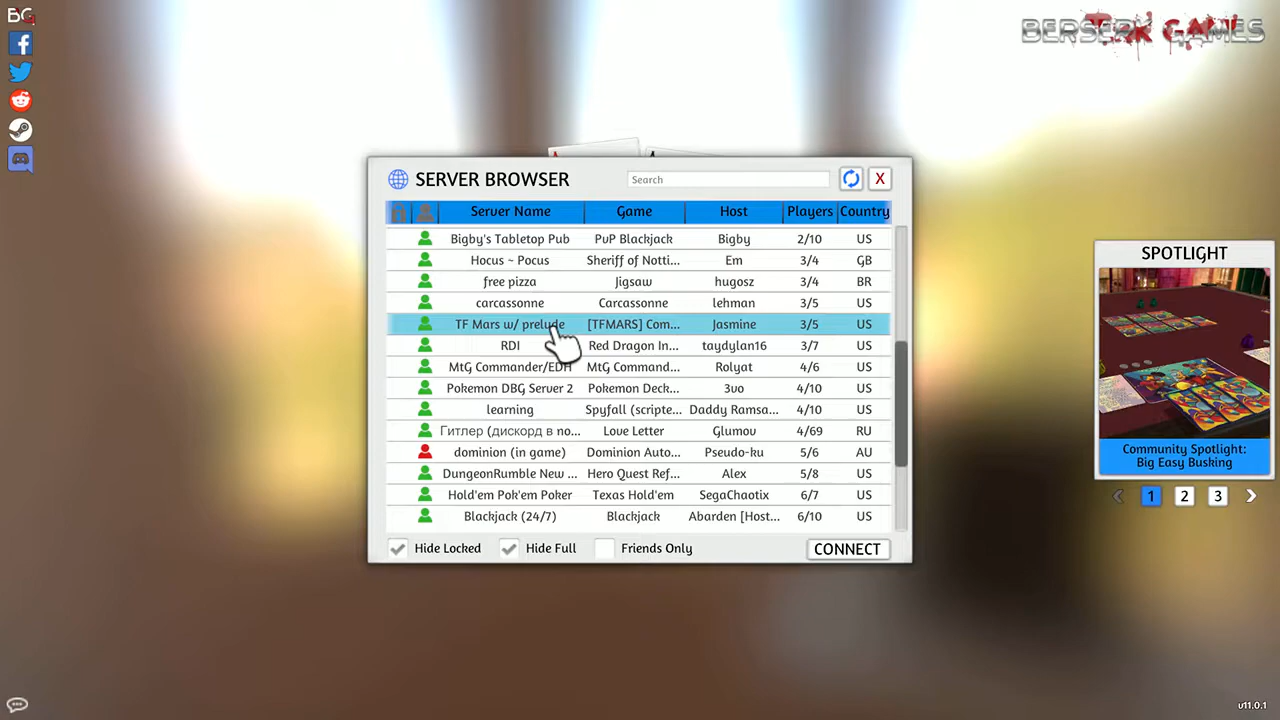 BG
BERSERK GAMES
SERVER BROWSER
Search
X
Server Name Game Host Players Country
Bigby's Tabletop Pub PvP Blackjack Bigby 2/10 US
Hocus ~ Pocus Sheriff of Notti... Em 3/4 GB
free pizza Jigsaw hugosz 3/4 BR
carcassonne Carcassonne lehman 3/5 US
TF Mars w/ prelude [TFMARS] Com... Jasmine 3/5 US
RDI Red Dragon In... taydylan16 3/7 US
MtG Commander/EDH MtG Command... Rolyat 4/6 US
Pokemon DBG Server 2 Pokemon Deck... 3vo 4/10 US
learning Spyfall (scripte... Daddy Ramsa... 4/10 US
Гитлер (дискорд в по... Love Letter Glumov 4/69 RU
dominion (in game) Dominion Auto... Pseudo-ku 5/6 AU
DungeonRumble New ... Hero Quest Ref... Alex 5/8 US
Hold'em Pok'em Poker Texas Hold'em SegaChaotix 6/7 US
Blackjack (24/7) Blackjack Abarden [Host... 6/10 US
Hide Locked Hide Full Friends Only CONNECT
SPOTLIGHT
Community Spotlight:
Big Easy Busking
1 2 3
v11.0.1